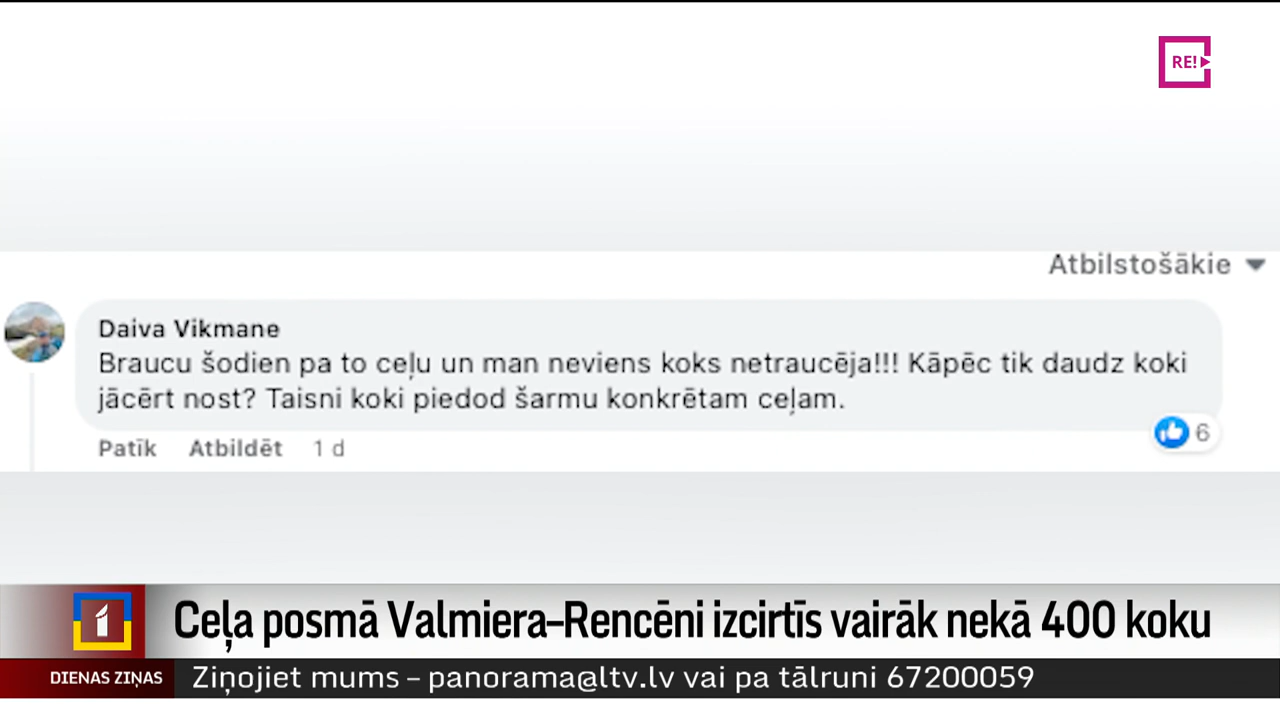 RE!
Atbilstošākie
Daiva Vikmane
Braucu šodien pa to ceļu un man neviens koks netraucēja!!! Kāpēc tik daudz koki
jācērt nost? Taisni koki piedod šarmu konkrētam ceļam.
6
Patīk Atbildēt 1 d
1
Ceļa posmā Valmiera–Rencēni izcirtīs vairāk nekā 400 koku
DIENAS ZIŅAS
Ziņojiet mums – panorama@ltv.lv vai pa tālruni 67200059